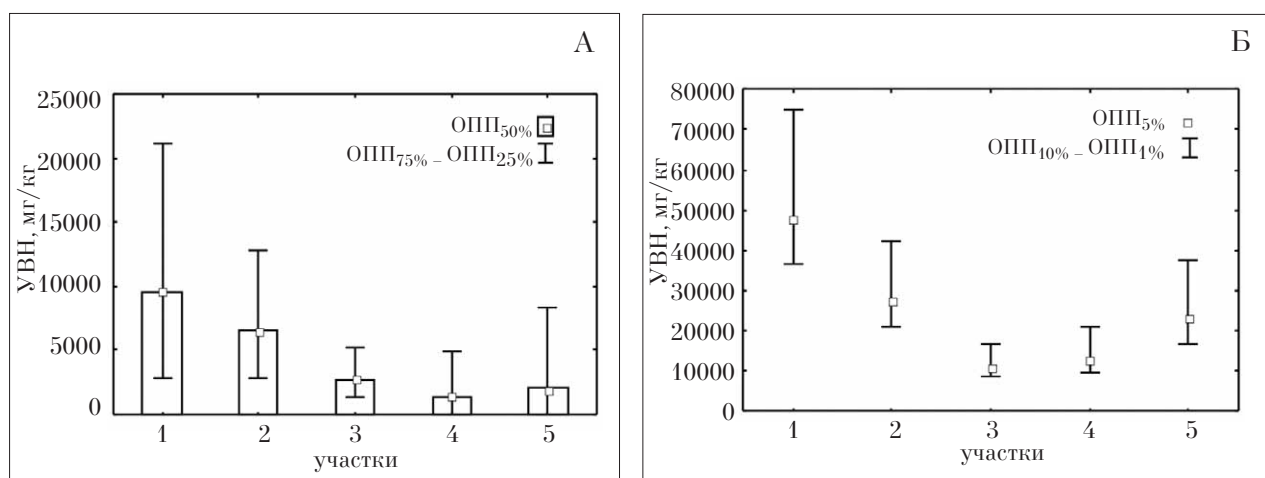 А
УВН, мг/кг
25000
20000
15000
10000
5000
0
ОПП50%
ОПП75% – ОПП25%
1 2 3 4 5
участки
Б
УВН, мг/кг
80000
70000
60000
50000
40000
30000
20000
10000
0
ОПП5%
ОПП10% – ОПП1%
1 2 3 4 5
участки